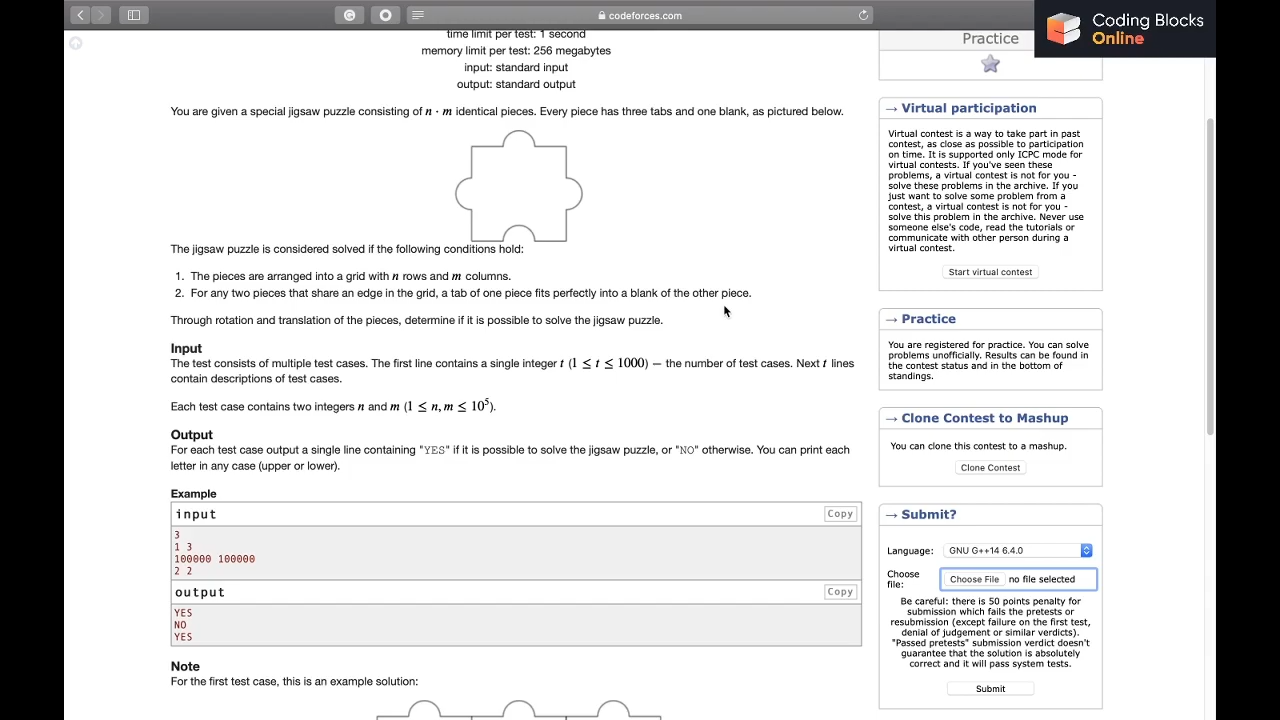 codeforces.com
Coding Blocks
Online
time limit per test: 1 second
memory limit per test: 256 megabytes
input: standard input
output: standard output
You are given a special jigsaw puzzle consisting of n · m identical pieces. Every piece has three tabs and one blank, as pictured below.
The jigsaw puzzle is considered solved if the following conditions hold:
1. The pieces are arranged into a grid with n rows and m columns.
2. For any two pieces that share an edge in the grid, a tab of one piece fits perfectly into a blank of the other piece.
Through rotation and translation of the pieces, determine if it is possible to solve the jigsaw puzzle.
Input
The test consists of multiple test cases. The first line contains a single integer t (1 ≤ t ≤ 1000) — the number of test cases. Next t lines
contain descriptions of test cases.
Each test case contains two integers n and m (1 ≤ n, m ≤ 10⁵).
Output
For each test case output a single line containing "YES" if it is possible to solve the jigsaw puzzle, or "NO" otherwise. You can print each
letter in any case (upper or lower).
Example
input
Copy
3
1 3
100000 100000
2 2
output
Copy
YES
NO
YES
Note
For the first test case, this is an example solution:
Practice
→ Virtual participation
Virtual contest is a way to take part in past
contest, as close as possible to participation
on time. It is supported only ICPC mode for
virtual contests. If you've seen these
problems, a virtual contest is not for you -
solve these problems in the archive. If you
just want to solve some problem from a
contest, a virtual contest is not for you -
solve this problem in the archive. Never use
someone else's code, read the tutorials or
communicate with other person during a
virtual contest.
Start virtual contest
→ Practice
You are registered for practice. You can solve
problems unofficially. Results can be found in
the contest status and in the bottom of
standings.
→ Clone Contest to Mashup
You can clone this contest to a mashup.
Clone Contest
→ Submit?
Language: GNU G++14 6.4.0
Choose
file:
Choose File no file selected
Be careful: there is 50 points penalty for
submission which fails the pretests or
resubmission (except failure on the first test,
denial of judgement or similar verdicts).
"Passed pretests" submission verdict doesn't
guarantee that the solution is absolutely
correct and it will pass system tests.
Submit